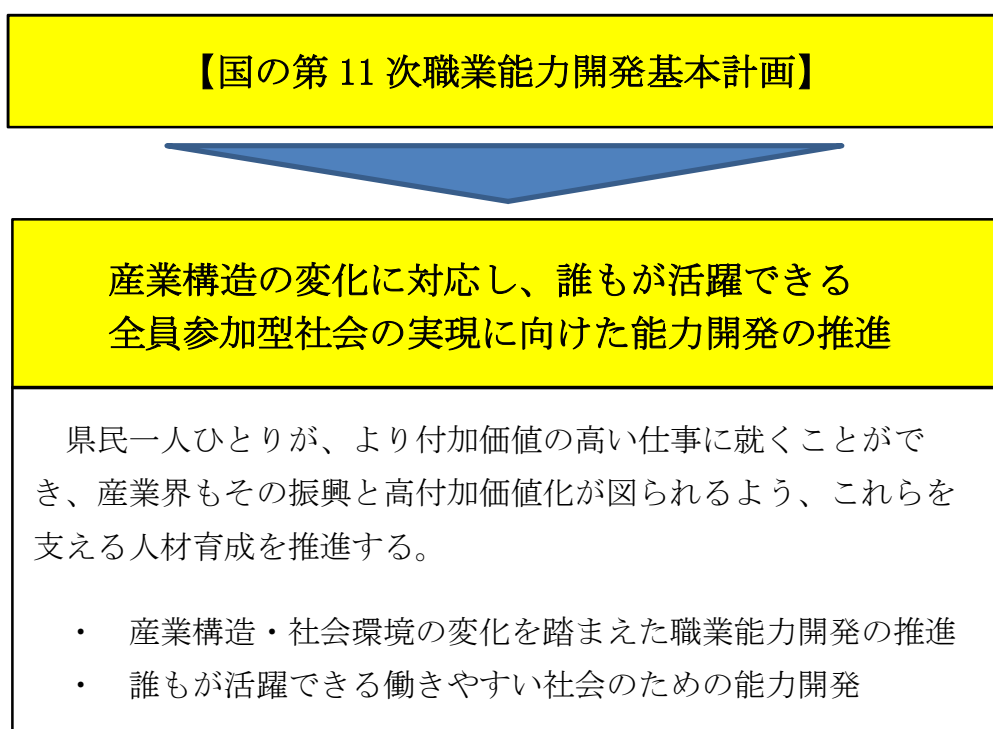 【国の第 11 次職業能力開発基本計画】
産業構造の変化に対応し、誰もが活躍できる
全員参加型社会の実現に向けた能力開発の推進
県民一人ひとりが、より付加価値の高い仕事に就くことがで
き、産業界もその振興と高付加価値化が図られるよう、これらを
支える人材育成を推進する。
・ 産業構造・社会環境の変化を踏まえた職業能力開発の推進
・ 誰もが活躍できる働きやすい社会のための能力開発